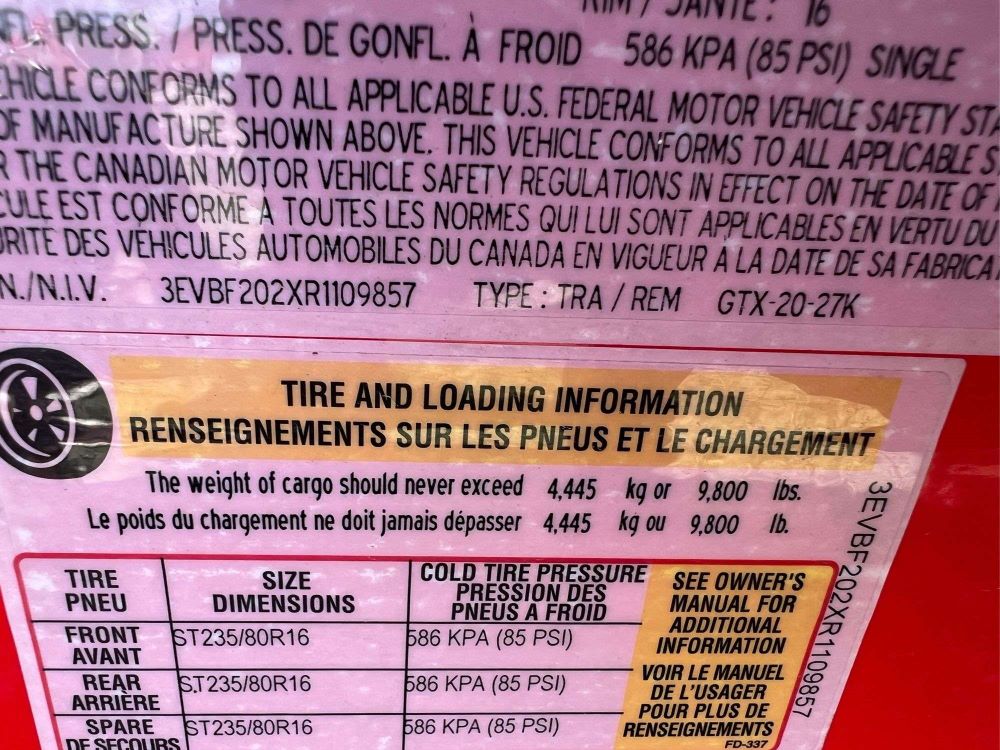 RIM / JANTE : 16
PRESS. / PRESS. DE GONFL. À FROID 586 KPA (85 PSI) SINGLE
VEHICLE CONFORMS TO ALL APPLICABLE U.S. FEDERAL MOTOR VEHICLE SAFETY
OF MANUFACTURE SHOWN ABOVE. THIS VEHICLE CONFORMS TO ALL APPLICABLE
THE CANADIAN MOTOR VEHICLE SAFETY REGULATIONS IN EFFECT ON THE DATE OF
EST CONFORME A TOUTES LES NORMES QUI LUI SONT APPLICABLES EN VERTU DU
DES VÉHICULES AUTOMOBILES DU CANADA EN VIGUEUR À LA DATE DE SA
N./N.I.V. 3EVBF202XR1109857 TYPE : TRA / REM GTX-20-27K
TIRE AND LOADING INFORMATION
RENSEIGNEMENTS SUR LES PNEUS ET LE CHARGEMENT
The weight of cargo should never exceed 4,445 kg or 9,800 lbs.
Le poids du chargement ne doit jamais dépasser 4,445 kg ou 9,800 lb.
3EVBF202XR1109857
TIRE
PNEU
SIZE
DIMENSIONS
COLD TIRE PRESSURE
PRESSION DES
PNEUS A FROID
FRONT
AVANT
ST235/80R16
586 KPA (85 PSI)
REAR
ARRIÈRE
ST235/80R16
586 KPA (85 PSI)
SPARE
DE SECOURS
ST235/80R16
586 KPA (85 PSI)
SEE OWNER'S
MANUAL FOR
ADDITIONAL
INFORMATION
VOIR LE MANUEL
DE L'USAGER
POUR PLUS DE
RENSEIGNEMENTS
FD-337